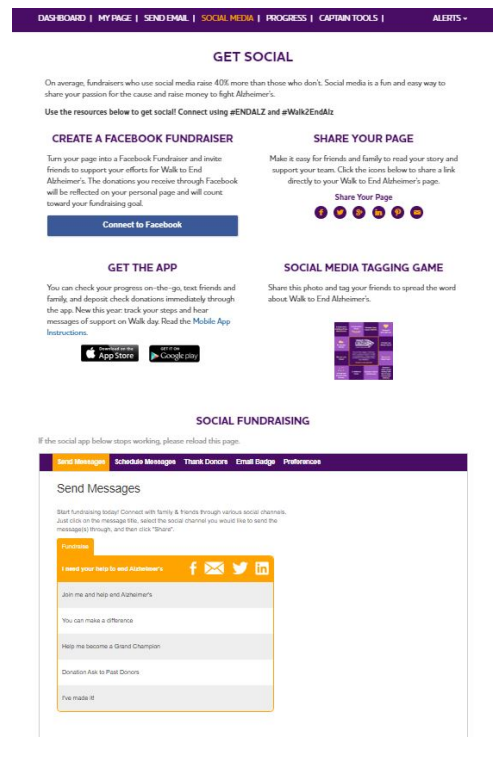 DASHBOARD | MY PAGE | SEND EMAIL | SOCIAL MEDIA | PROGRESS | CAPTAIN TOOLS | ALERTS
GET SOCIAL
On average, fundraisers who use social media raise 40% more than those who don't. Social media is a fun and easy way to
share your passion for the cause and raise money to fight Alzheimer's.
Use the resources below to get social! Connect using #ENDALZ and #Walk2EndAlz
CREATE A FACEBOOK FUNDRAISER
Turn your page into a Facebook Fundraiser and invite
friends to support your efforts for Walk to End
Alzheimer's. The donations you receive through Facebook
will be reflected on your personal page and will count
toward your fundraising goal.
Connect to Facebook
SHARE YOUR PAGE
Make it easy for friends and family to read your story and
support your team. Click the icons below to share a link
directly to your Walk to End Alzheimer's page.
Share Your Page
GET THE APP
You can check your progress on-the-go, text friends and
family, and deposit check donations immediately through
the app. New this year: track your steps and hear
messages of support on Walk day. Read the Mobile App
Instructions.
Download on the
App Store
GET IT ON
Google play
SOCIAL MEDIA TAGGING GAME
Share this photo and tag your friends to spread the word
about Walk to End Alzheimer's.
SOCIAL FUNDRAISING
If the social app below stops working, please reload this page.
Send Messages Schedule Messages Thank Donors Email Badge Preferences
Send Messages
Start fundraising today! Connect with family & friends through various social channels.
Just click on the message title, select the social channel you would like to send the
message(s) through, and then click "Share".
Fundraise
I need your help to end Alzheimer's
Join me and help end Alzheimer's
You can make a difference
Help me become a Grand Champion
Donation Ask to Past Donors
I've made it!